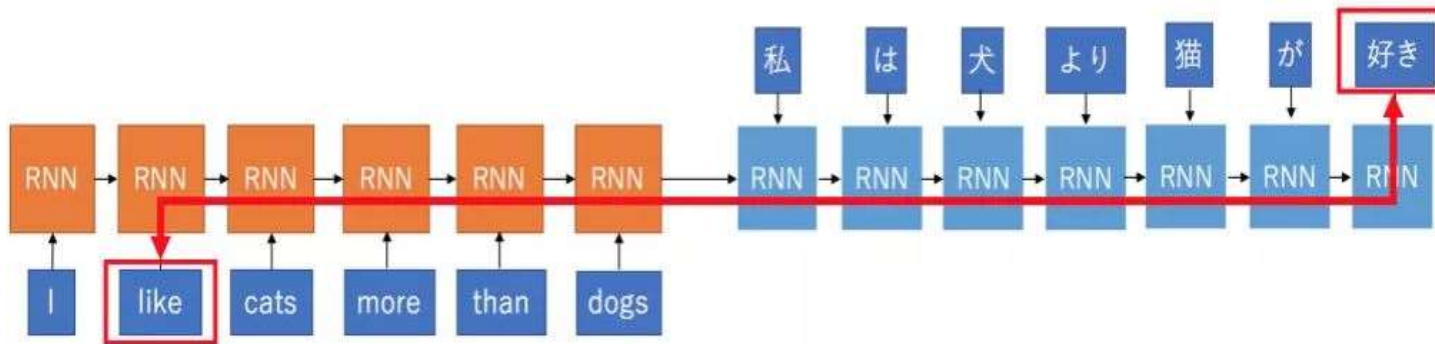 私 は 犬 より 猫 が 好き
RNN RNN RNN RNN RNN RNN RNN RNN RNN RNN RNN RNN RNN
I like cats more than dogs